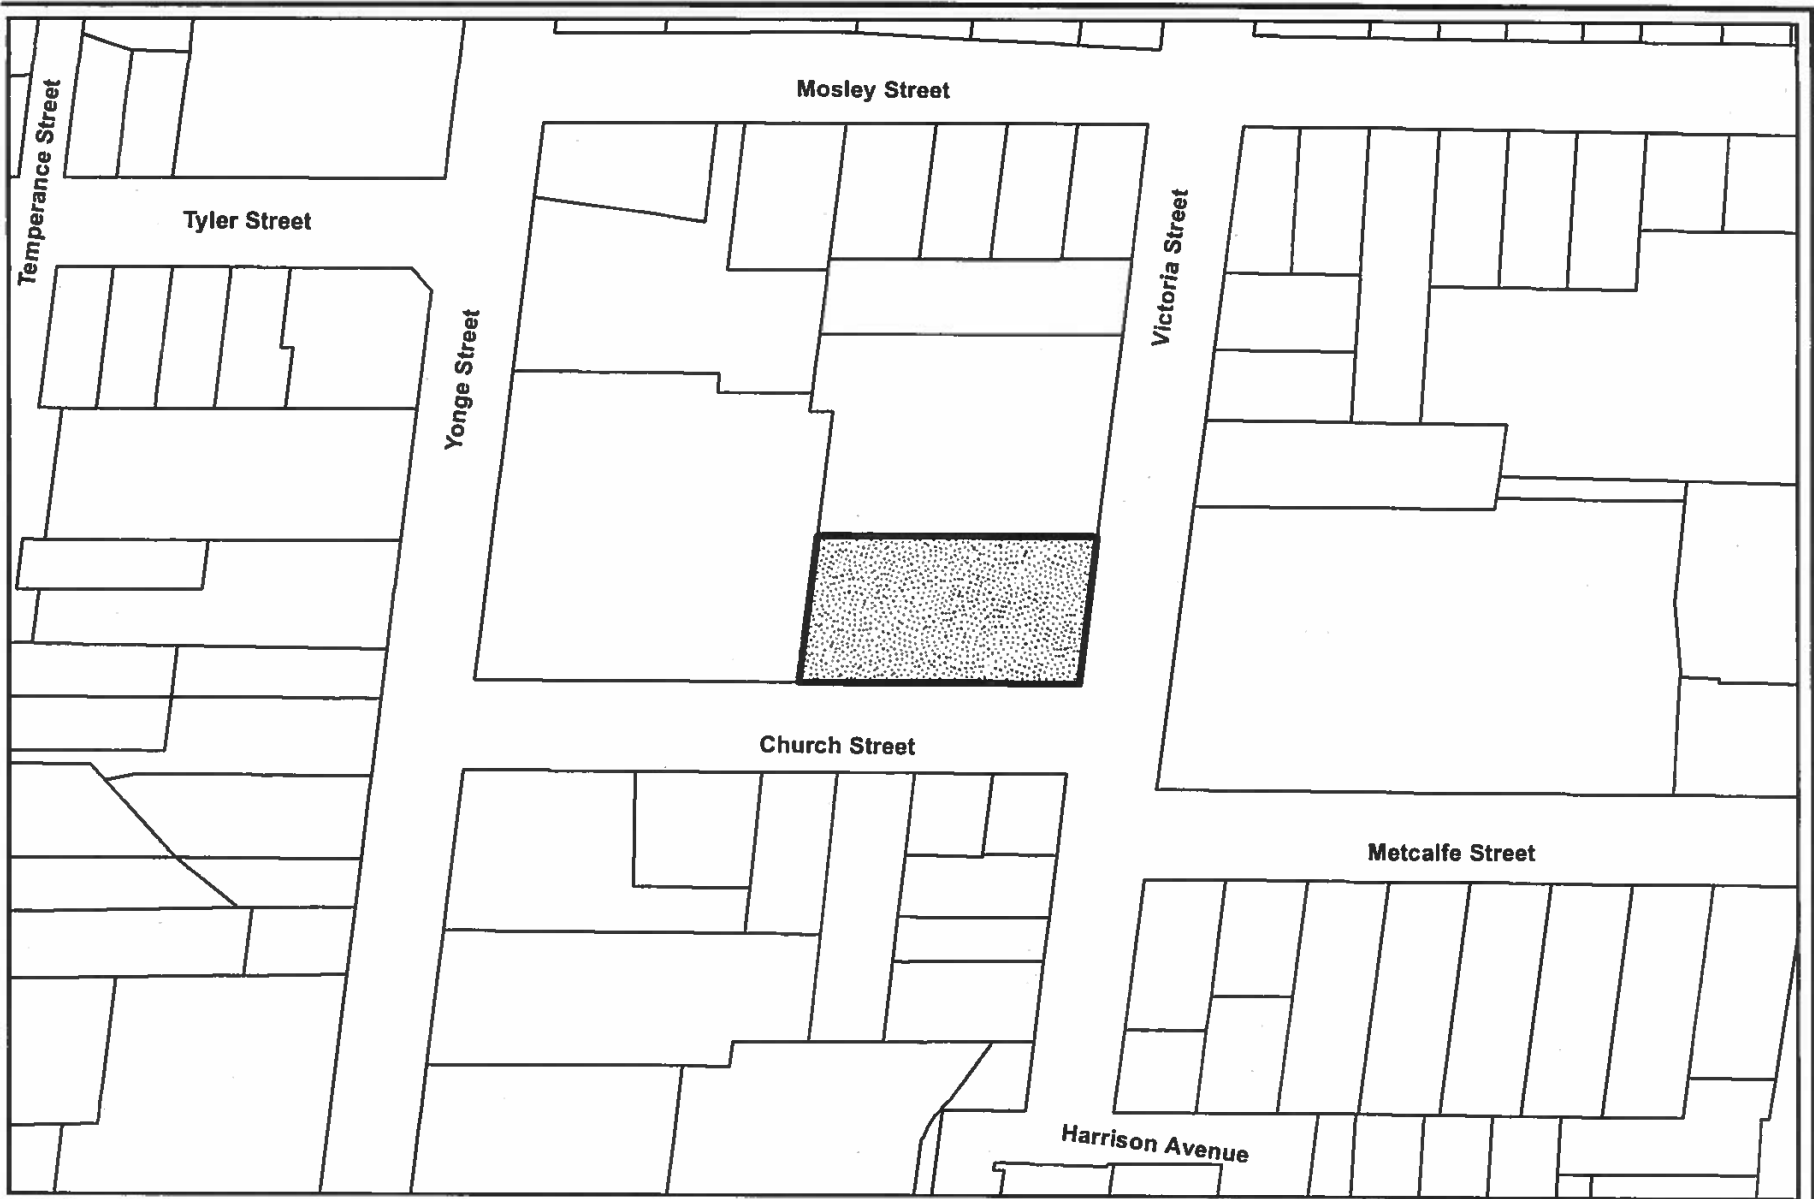 Mosley Street
Temperance Street
Tyler Street
Victoria Street
Yonge Street
Church Street
Metcalfe Street
Harrison Avenue